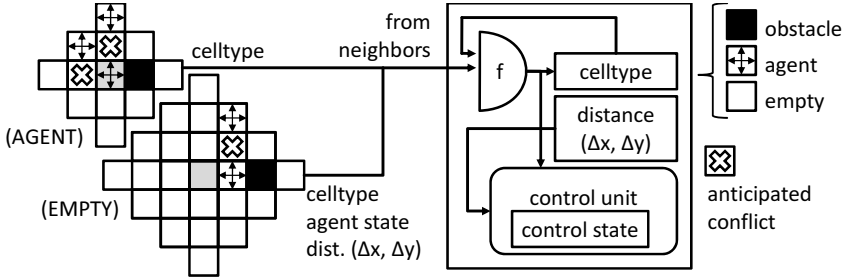 celltype
(AGENT)
(EMPTY)
celltype
agent state
dist. (Δx, Δy)
from
neighbors
f
celltype
distance
(Δx, Δy)
control unit
control state
obstacle
agent
empty
anticipated
conflict